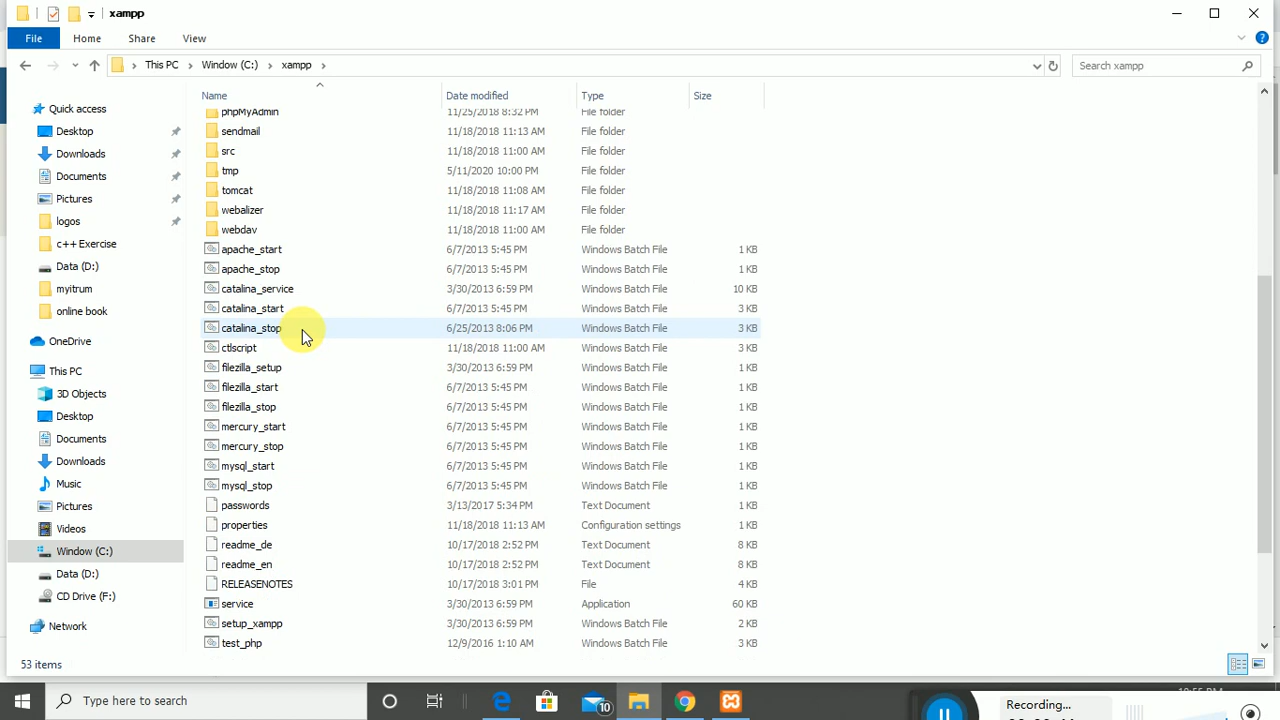 xampp
File Home Share View
This PC Window (C:) xampp Search xampp
Name Date modified Type Size
Quick access
Desktop
Downloads
Documents
Pictures
logos
c++ Exercise
Data (D:)
myitrum
online book
OneDrive
This PC
3D Objects
Desktop
Documents
Downloads
Music
Pictures
Videos
Window (C:)
Data (D:)
CD Drive (F:)
Network
phpMyAdmin 11/25/2018 8:32 PM File folder
sendmail 11/18/2018 11:13 AM File folder
src 11/18/2018 11:00 AM File folder
tmp 5/11/2020 10:00 PM File folder
tomcat 11/18/2018 11:08 AM File folder
webalizer 11/18/2018 11:17 AM File folder
webdav 11/18/2018 11:00 AM File folder
apache_start 6/7/2013 5:45 PM Windows Batch File 1 KB
apache_stop 6/7/2013 5:45 PM Windows Batch File 1 KB
catalina_service 3/30/2013 6:59 PM Windows Batch File 10 KB
catalina_start 6/7/2013 5:45 PM Windows Batch File 3 KB
catalina_stop 6/25/2013 8:06 PM Windows Batch File 3 KB
ctlscript 11/18/2018 11:00 AM Windows Batch File 3 KB
filezilla_setup 3/30/2013 6:59 PM Windows Batch File 1 KB
filezilla_start 6/7/2013 5:45 PM Windows Batch File 1 KB
filezilla_stop 6/7/2013 5:45 PM Windows Batch File 1 KB
mercury_start 6/7/2013 5:45 PM Windows Batch File 1 KB
mercury_stop 6/7/2013 5:45 PM Windows Batch File 1 KB
mysql_start 6/7/2013 5:45 PM Windows Batch File 1 KB
mysql_stop 6/7/2013 5:45 PM Windows Batch File 1 KB
passwords 3/13/2017 5:34 PM Text Document 1 KB
properties 11/18/2018 11:13 AM Configuration settings 1 KB
readme_de 10/17/2018 2:52 PM Text Document 8 KB
readme_en 10/17/2018 2:52 PM Text Document 8 KB
RELEASENOTES 10/17/2018 3:01 PM File 4 KB
service 3/30/2013 6:59 PM Application 60 KB
setup_xampp 3/30/2013 6:59 PM Windows Batch File 2 KB
test_php 12/9/2016 1:10 AM Windows Batch File 3 KB
53 items
Type here to search
10
Recording...